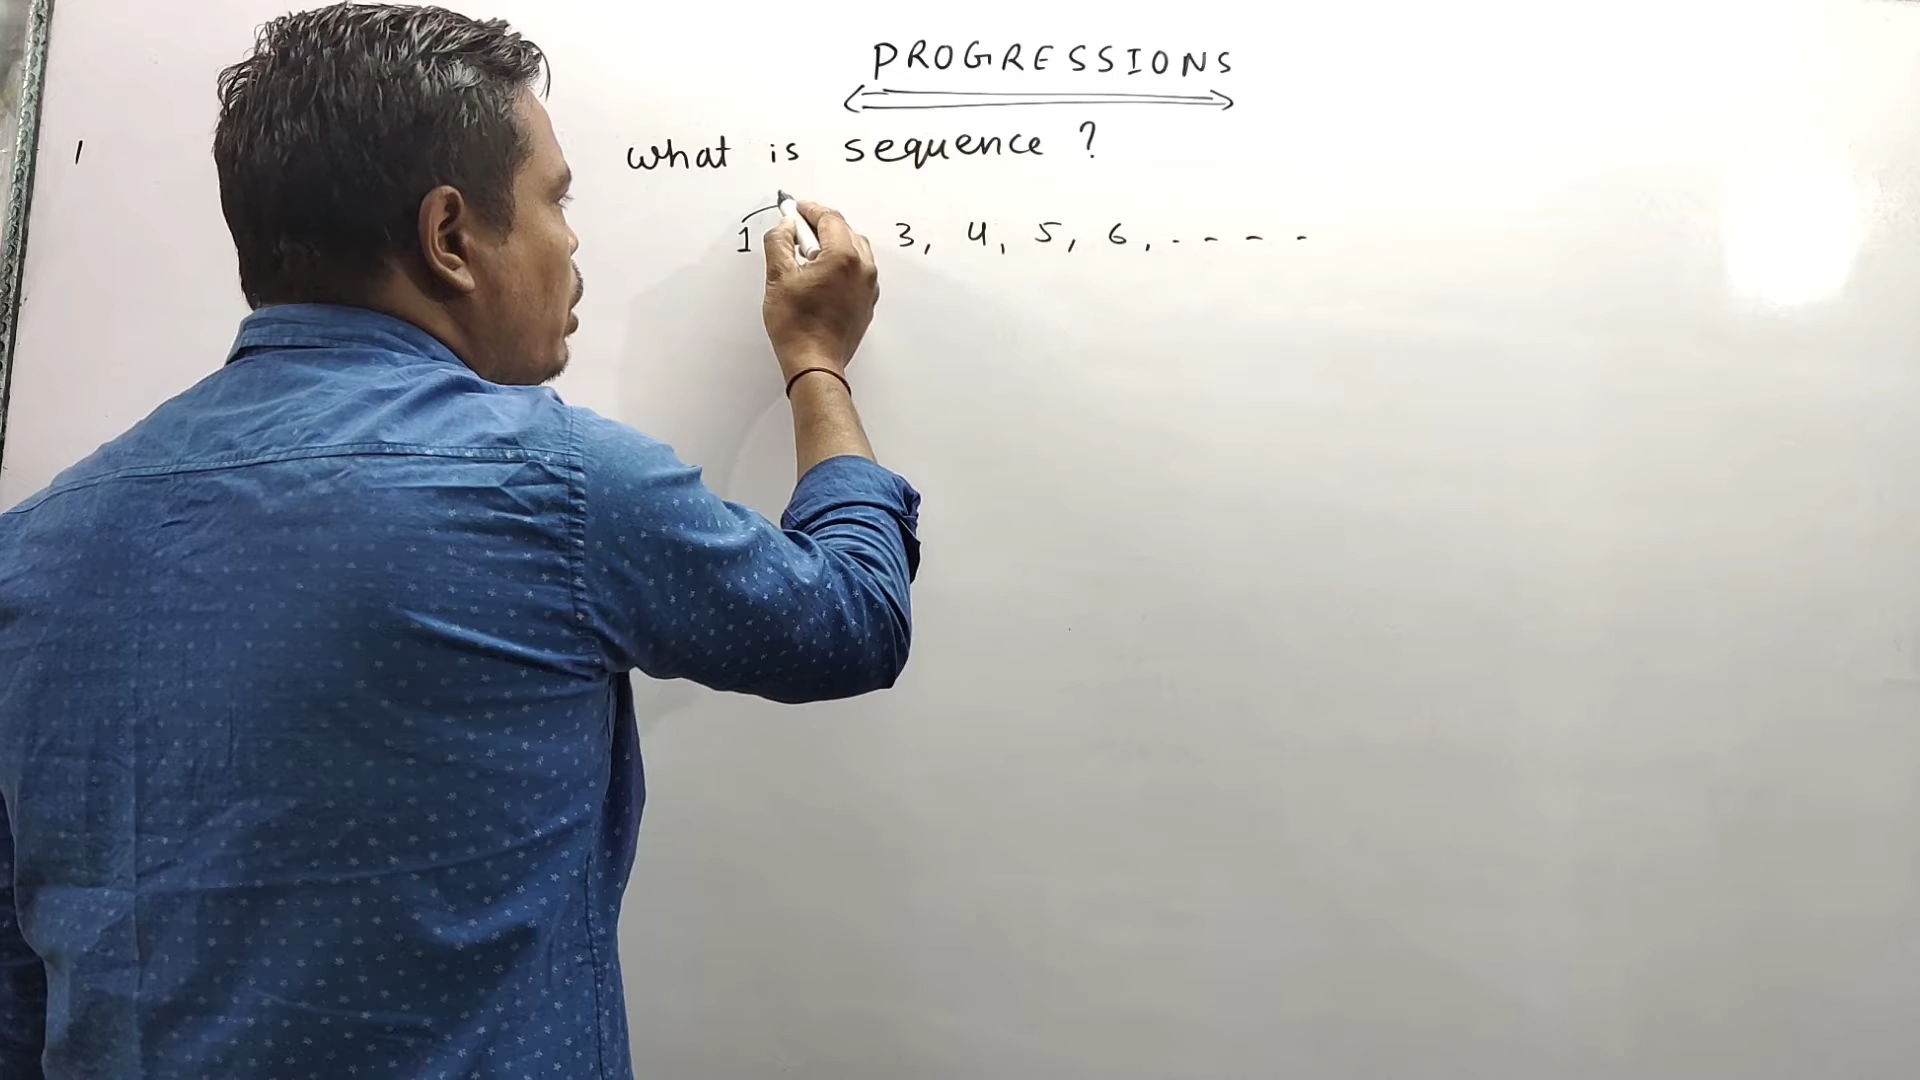 PROGRESSIONS
what is sequence ?
1 3, 4, 5, 6, - - - -